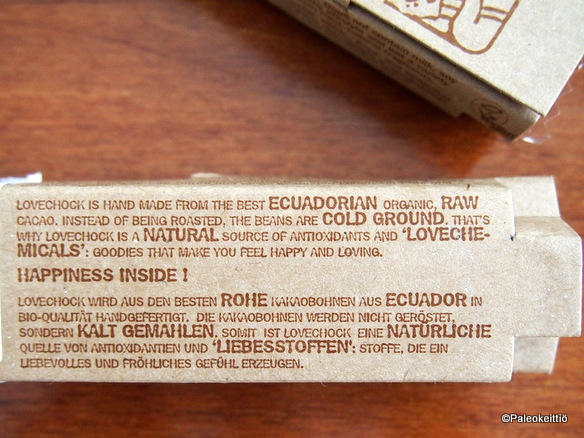 LOVECHOCK IS HAND MADE FROM THE BEST ECUADORIAN ORGANIC, RAW
CACAO. INSTEAD OF BEING ROASTED, THE BEANS ARE COLD GROUND. THAT'S
WHY LOVECHOCK IS A NATURAL SOURCE OF ANTIOXIDANTS AND 'LOVECHE-
MICALS': GOODIES THAT MAKE YOU FEEL HAPPY AND LOVING.
HAPPINESS INSIDE !
LOVECHOCK WIRD AUS DEN BESTEN ROHE KAKAOBOHNEN AUS ECUADOR IN
BIO-QUALITÄT HANDGEFERTIGT. DIE KAKAOBOHNEN WERDEN NICHT GERÖSTET,
SONDERN KALT GEMAHLEN, SOMIT IST LOVECHOCK EINE NATÜRLICHE
QUELLE VON ANTIOXIDANTIEN UND 'LIEBESSTOFFEN': STOFFE, DIE EIN
LIEBEVOLLES UND FRÖHLICHES GEFÜHL ERZEUGEN.
©Paleokeittiö